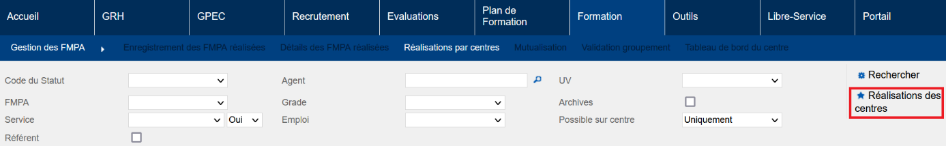 Accueil GRH GPEC Recrutement Evaluations Plan de Formation Formation Outils Libre-Service Portail
Gestion des FMPA Enregistrement des FMPA réalisées Détails des FMPA réalisées Réalisations par centres Mutualisation Validation groupement Tableau de bord du centre
Code du Statut Agent UV Rechercher
FMPA Grade Archives Réalisations des centres
Service Oui Emploi Possible sur centre Uniquement
Référent